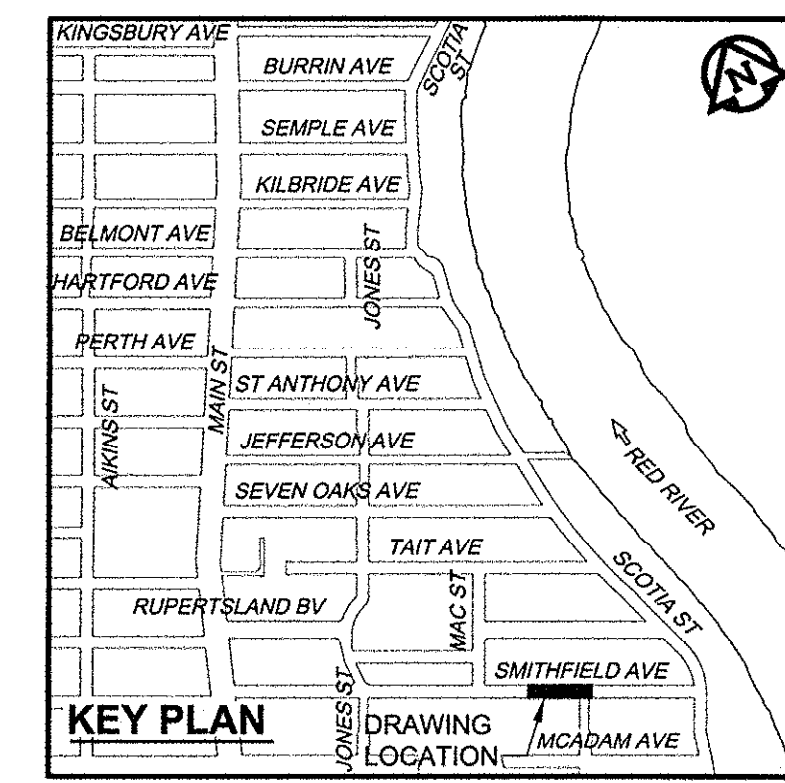 KINGSBURY AVE
BURRIN AVE
SCOTIA
ST
N
SEMPLE AVE
KILBRIDE AVE
BELMONT AVE
JONES ST
HARTFORD AVE
PERTH AVE
MAIN ST
ST ANTHONY AVE
AIKINS ST
JEFFERSON AVE
SEVEN OAKS AVE
RED RIVER
TAIT AVE
SCOTIA ST
MAC ST
RUPERTSLAND BV
SMITHFIELD AVE
JONES ST
KEY PLAN
DRAWING
LOCATION
MCADAM AVE